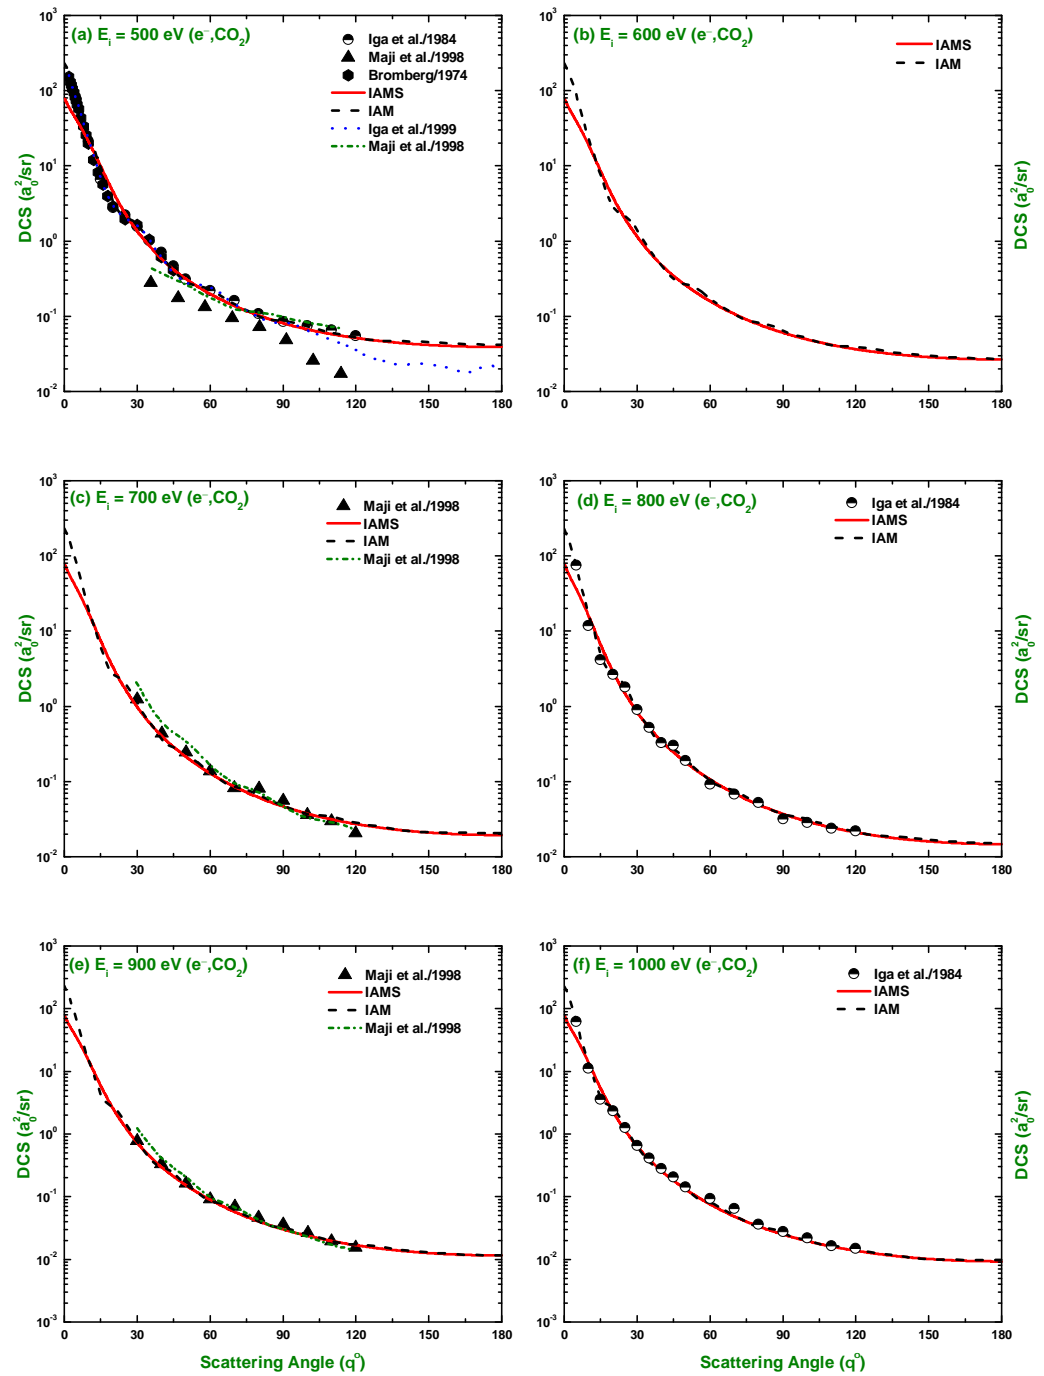 (a) Eᵢ = 500 eV (e⁻,CO₂)
Iga et al./1984
Maji et al./1998
Bromberg/1974
IAMS
IAM
Iga et al./1999
Maji et al./1998
DCS (a₀²/sr)
10³
10²
10¹
10⁰
10⁻¹
10⁻²
0 30 60 90 120 150 180
(b) Eᵢ = 600 eV (e⁻,CO₂)
IAMS
IAM
DCS (a₀²/sr)
10³
10²
10¹
10⁰
10⁻¹
10⁻²
0 30 60 90 120 150 180
(c) Eᵢ = 700 eV (e⁻,CO₂)
Maji et al./1998
IAMS
IAM
Maji et al./1998
DCS (a₀²/sr)
10³
10²
10¹
10⁰
10⁻¹
10⁻²
0 30 60 90 120 150 180
(d) Eᵢ = 800 eV (e⁻,CO₂)
Iga et al./1984
IAMS
IAM
DCS (a₀²/sr)
10³
10²
10¹
10⁰
10⁻¹
10⁻²
0 30 60 90 120 150 180
(e) Eᵢ = 900 eV (e⁻,CO₂)
Maji et al./1998
IAMS
IAM
Maji et al./1998
DCS (a₀²/sr)
10³
10²
10¹
10⁰
10⁻¹
10⁻²
10⁻³
0 30 60 90 120 150 180
Scattering Angle (qᵒ)
(f) Eᵢ = 1000 eV (e⁻,CO₂)
Iga et al./1984
IAMS
IAM
DCS (a₀²/sr)
10³
10²
10¹
10⁰
10⁻¹
10⁻²
10⁻³
0 30 60 90 120 150 180
Scattering Angle (qᵒ)